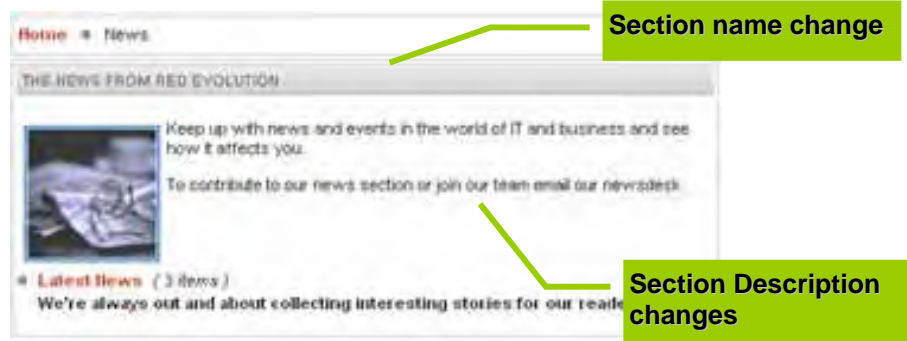 Section name change
Home News
THE NEWS FROM RED EVOLUTION
Keep up with news and events in the world of IT and business and see
how it affects you.
To contribute to our news section or join our team email our newsdesk
Latest News ( 3 items )
We're always out and about collecting interesting stories for our
Section Description
changes